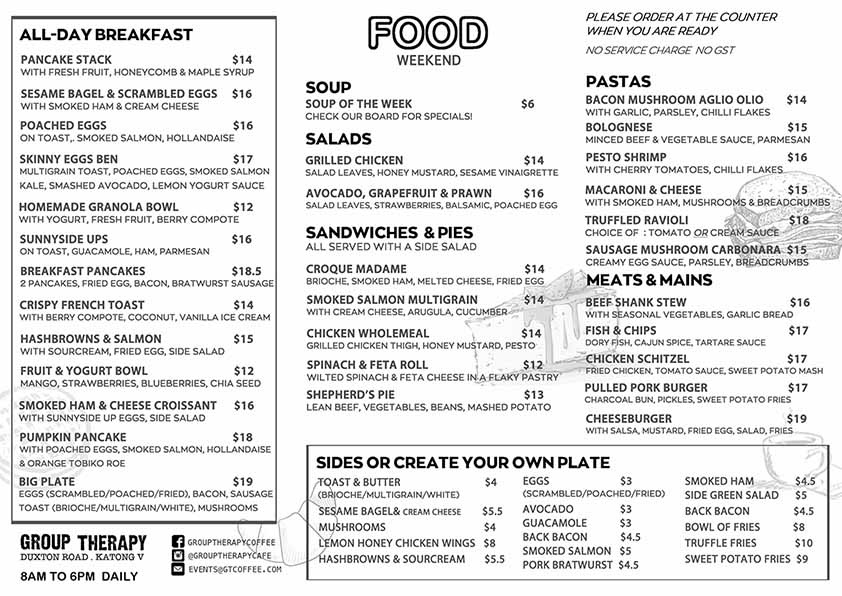 ALL-DAY BREAKFAST
PANCAKE STACK $14
WITH FRESH FRUIT, HONEYCOMB & MAPLE SYRUP
SESAME BAGEL & SCRAMBLED EGGS $16
WITH SMOKED HAM & CREAM CHEESE
POACHED EGGS $16
ON TOAST,. SMOKED SALMON, HOLLANDAISE
SKINNY EGGS BEN $17
MULTIGRAIN TOAST, POACHED EGGS, SMOKED SALMON
KALE, SMASHED AVOCADO, LEMON YOGURT SAUCE
HOMEMADE GRANOLA BOWL $12
WITH YOGURT, FRESH FRUIT, BERRY COMPOTE
SUNNYSIDE UPS $16
ON TOAST, GUACAMOLE, HAM, PARMESAN
BREAKFAST PANCAKES $18.5
2 PANCAKES, FRIED EGG, BACON, BRATWURST SAUSAGE
CRISPY FRENCH TOAST $14
WITH BERRY COMPOTE, COCONUT, VANILLA ICE CREAM
HASHBROWNS & SALMON $15
WITH SOURCREAM, FRIED EGG, SIDE SALAD
FRUIT & YOGURT BOWL $12
MANGO, STRAWBERRIES, BLUEBERRIES, CHIA SEED
SMOKED HAM & CHEESE CROISSANT $16
WITH SUNNYSIDE UP EGGS, SIDE SALAD
PUMPKIN PANCAKE $18
WITH POACHED EGGS, SMOKED SALMON, HOLLANDAISE
& ORANGE TOBIKO ROE
BIG PLATE $19
EGGS (SCRAMBLED/POACHED/FRIED), BACON, SAUSAGE
TOAST (BRIOCHE/MULTIGRAIN/WHITE), MUSHROOMS
GROUP THERAPY
DUXTON ROAD . KATONG V
8AM TO 6PM DAILY
GROUPTHERAPYCOFFEE
@GROUPTHERAPYCAFE
EVENTS@GTCOFFEE.COM
FOOD
WEEKEND
SOUP
SOUP OF THE WEEK $6
CHECK OUR BOARD FOR SPECIALS!
SALADS
GRILLED CHICKEN $14
SALAD LEAVES, HONEY MUSTARD, SESAME VINAIGRETTE
AVOCADO, GRAPEFRUIT & PRAWN $16
SALAD LEAVES, STRAWBERRIES, BALSAMIC, POACHED EGG
SANDWICHES & PIES
ALL SERVED WITH A SIDE SALAD
CROQUE MADAME $14
BRIOCHE, SMOKED HAM, MELTED CHEESE, FRIED EGG
SMOKED SALMON MULTIGRAIN $14
WITH CREAM CHEESE, ARUGULA, CUCUMBER
CHICKEN WHOLEMEAL $14
GRILLED CHICKEN THIGH, HONEY MUSTARD, PESTO
SPINACH & FETA ROLL $12
WILTED SPINACH & FETA CHEESE IN A FLAKY PASTRY
SHEPHERD'S PIE $13
LEAN BEEF, VEGETABLES, BEANS, MASHED POTATO
PLEASE ORDER AT THE COUNTER
WHEN YOU ARE READY
NO SERVICE CHARGE NO GST
PASTAS
BACON MUSHROOM AGLIO OLIO $14
WITH GARLIC, PARSLEY, CHILLI FLAKES
BOLOGNESE $15
MINCED BEEF & VEGETABLE SAUCE, PARMESAN
PESTO SHRIMP $16
WITH CHERRY TOMATOES, CHILLI FLAKES
MACARONI & CHEESE $15
WITH SMOKED HAM, MUSHROOMS & BREADCRUMBS
TRUFFLED RAVIOLI $18
CHOICE OF : TOMATO OR CREAM SAUCE
SAUSAGE MUSHROOM CARBONARA $15
CREAMY EGG SAUCE, PARSLEY, BREADCRUMBS
MEATS & MAINS
BEEF SHANK STEW $16
WITH SEASONAL VEGETABLES, GARLIC BREAD
FISH & CHIPS $17
DORY FISH, CAJUN SPICE, TARTARE SAUCE
CHICKEN SCHITZEL $17
FRIED CHICKEN, TOMATO SAUCE, SWEET POTATO MASH
PULLED PORK BURGER $17
CHARCOAL BUN, PICKLES, SWEET POTATO FRIES
CHEESEBURGER $19
WITH SALSA, MUSTARD, FRIED EGG, SALAD, FRIES
SIDES OR CREATE YOUR OWN PLATE
TOAST & BUTTER $4
(BRIOCHE/MULTIGRAIN/WHITE)
SESAME BAGEL& CREAM CHEESE $5.5
MUSHROOMS $4
LEMON HONEY CHICKEN WINGS $8
HASHBROWNS & SOURCREAM $5.5
EGGS $3
(SCRAMBLED/POACHED/FRIED)
AVOCADO $3
GUACAMOLE $3
BACK BACON $4.5
SMOKED SALMON $5
PORK BRATWURST $4.5
SMOKED HAM $4.5
SIDE GREEN SALAD $5
BACK BACON $4.5
BOWL OF FRIES $8
TRUFFLE FRIES $10
SWEET POTATO FRIES $9